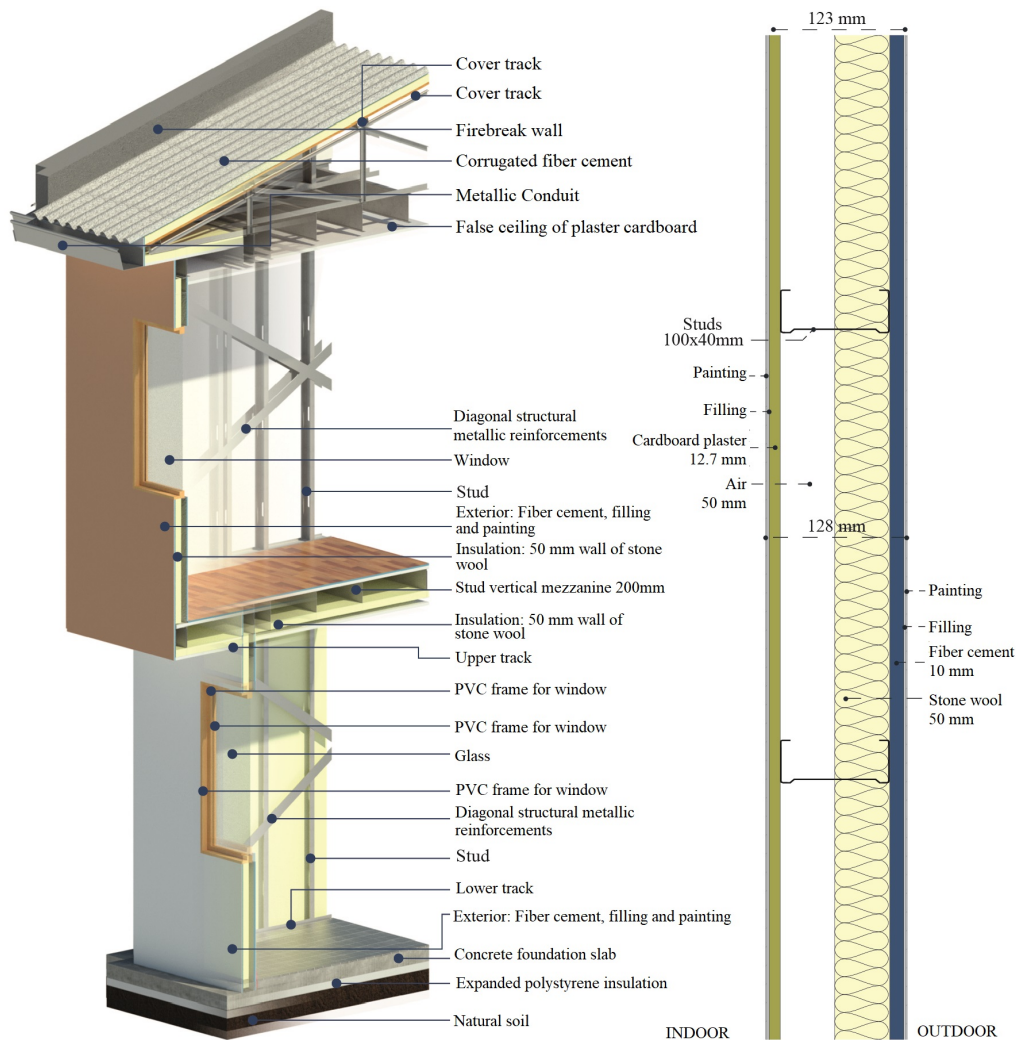 Cover track
Cover track
Firebreak wall
Corrugated fiber cement
Metallic Conduit
False ceiling of plaster cardboard
Diagonal structural
metallic reinforcements
Window
Stud
Exterior: Fiber cement, filling
and painting
Insulation: 50 mm wall of stone
wool
Stud vertical mezzanine 200mm
Insulation: 50 mm wall of
stone wool
Upper track
PVC frame for window
PVC frame for window
Glass
PVC frame for window
Diagonal structural metallic
reinforcements
Stud
Lower track
Exterior: Fiber cement, filling and painting
Concrete foundation slab
Expanded polystyrene insulation
Natural soil
123 mm
Studs
100x40mm
Painting
Filling
Cardboard plaster
12.7 mm
Air
50 mm
128 mm
Painting
Filling
Fiber cement
10 mm
Stone wool
50 mm
INDOOR
OUTDOOR